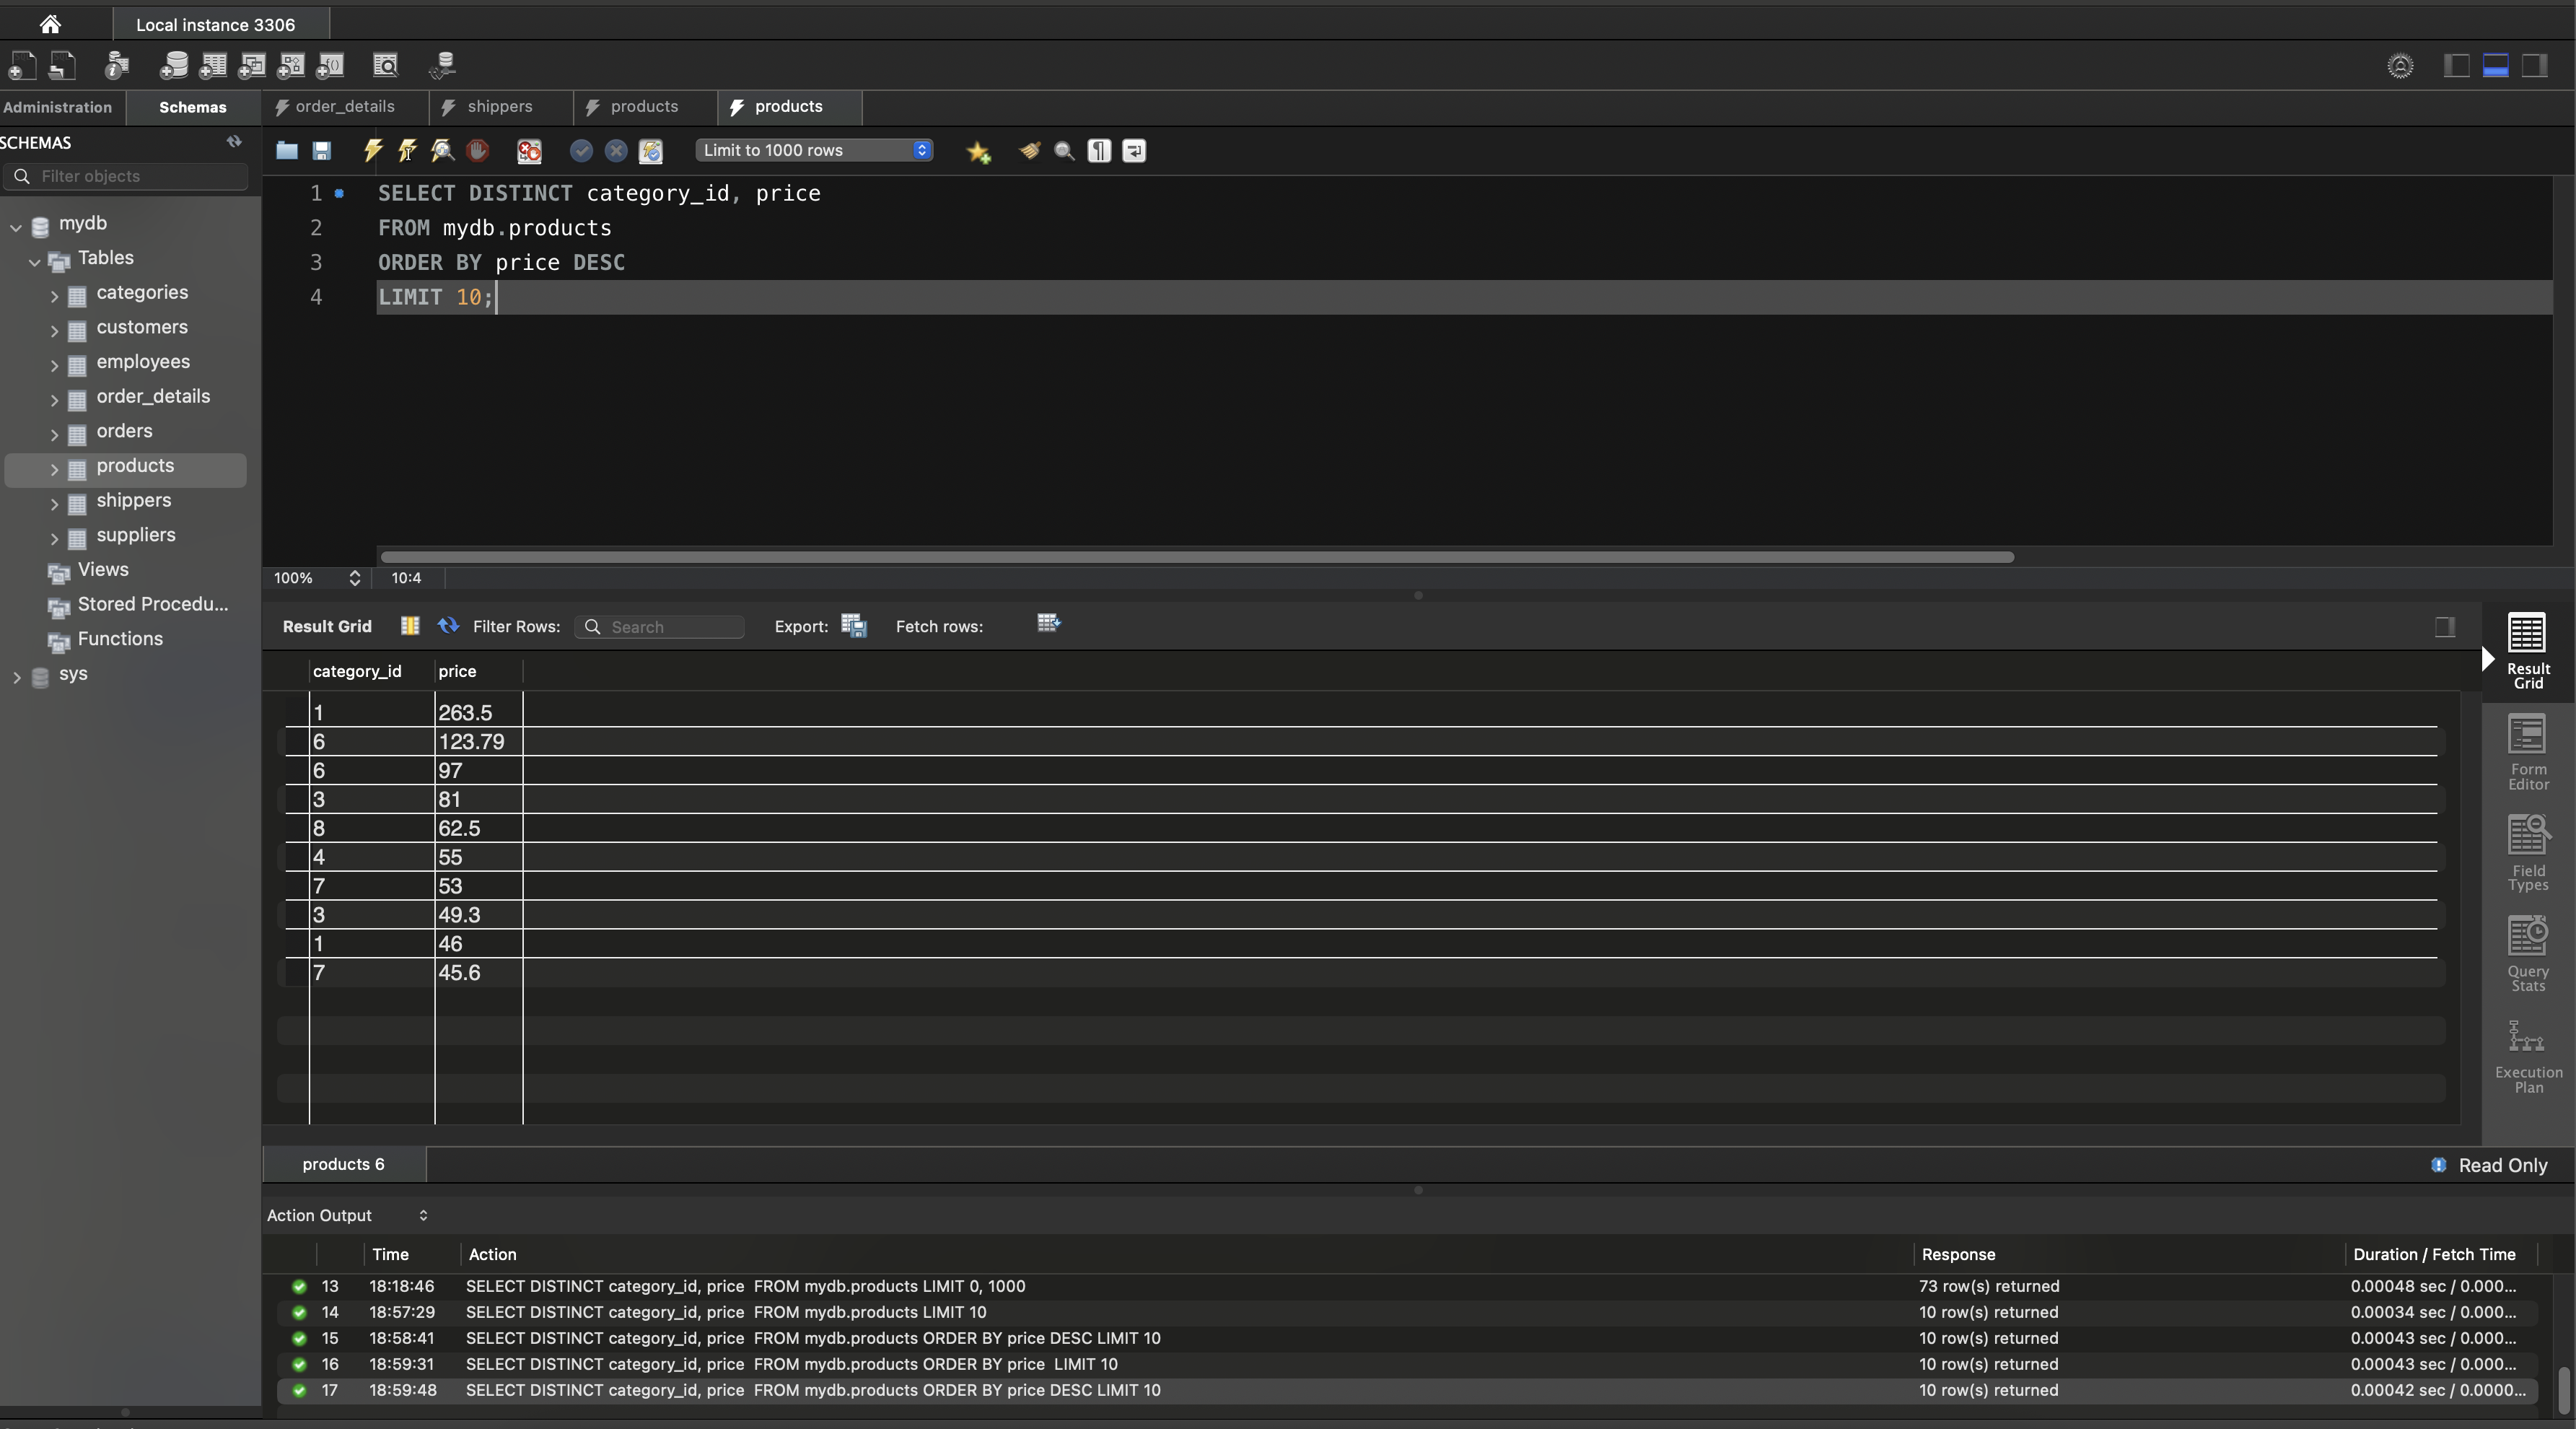 Local instance 3306
Administration
Schemas
order_details
shippers
products
products
SCHEMAS
Filter objects
Limit to 1000 rows
mydb
Tables
categories
customers
employees
order_details
orders
products
shippers
suppliers
Views
Stored Procedu...
Functions
sys
1 SELECT DISTINCT category_id, price
2 FROM mydb.products
3 ORDER BY price DESC
4 LIMIT 10;
100% 10:4
Result Grid Filter Rows: Search Export: Fetch rows:
category_id price
1 263.5
6 123.79
6 97
3 81
8 62.5
4 55
7 53
3 49.3
1 46
7 45.6
Result
Grid
Form
Editor
Field
Types
Query
Stats
Execution
Plan
products 6
Read Only
Action Output
Time Action Response Duration / Fetch Time
13 18:18:46 SELECT DISTINCT category_id, price FROM mydb.products LIMIT 0, 1000 73 row(s) returned 0.00048 sec / 0.000...
14 18:57:29 SELECT DISTINCT category_id, price FROM mydb.products LIMIT 10 10 row(s) returned 0.00034 sec / 0.000...
15 18:58:41 SELECT DISTINCT category_id, price FROM mydb.products ORDER BY price DESC LIMIT 10 10 row(s) returned 0.00043 sec / 0.000...
16 18:59:31 SELECT DISTINCT category_id, price FROM mydb.products ORDER BY price LIMIT 10 10 row(s) returned 0.00043 sec / 0.000...
17 18:59:48 SELECT DISTINCT category_id, price FROM mydb.products ORDER BY price DESC LIMIT 10 10 row(s) returned 0.00042 sec / 0.0000...